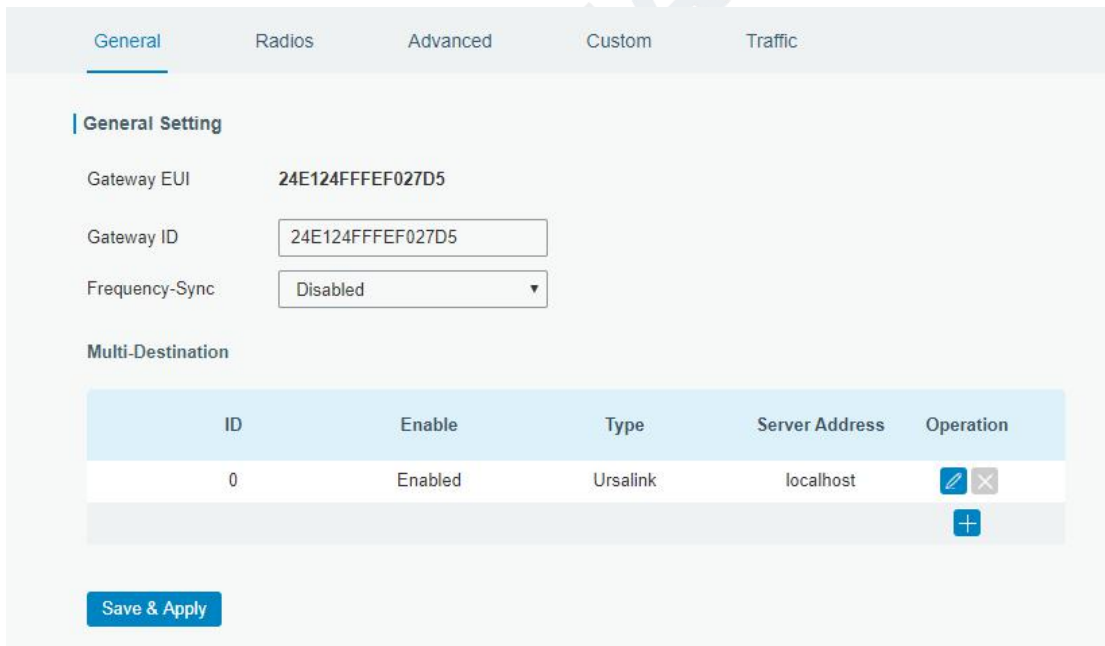 General Radios Advanced Custom Traffic
General Setting
Gateway EUI 24E124FFFEF027D5
Gateway ID 24E124FFFEF027D5
Frequency-Sync Disabled
Multi-Destination
ID Enable Type Server Address Operation
0 Enabled Ursalink localhost
Save & Apply